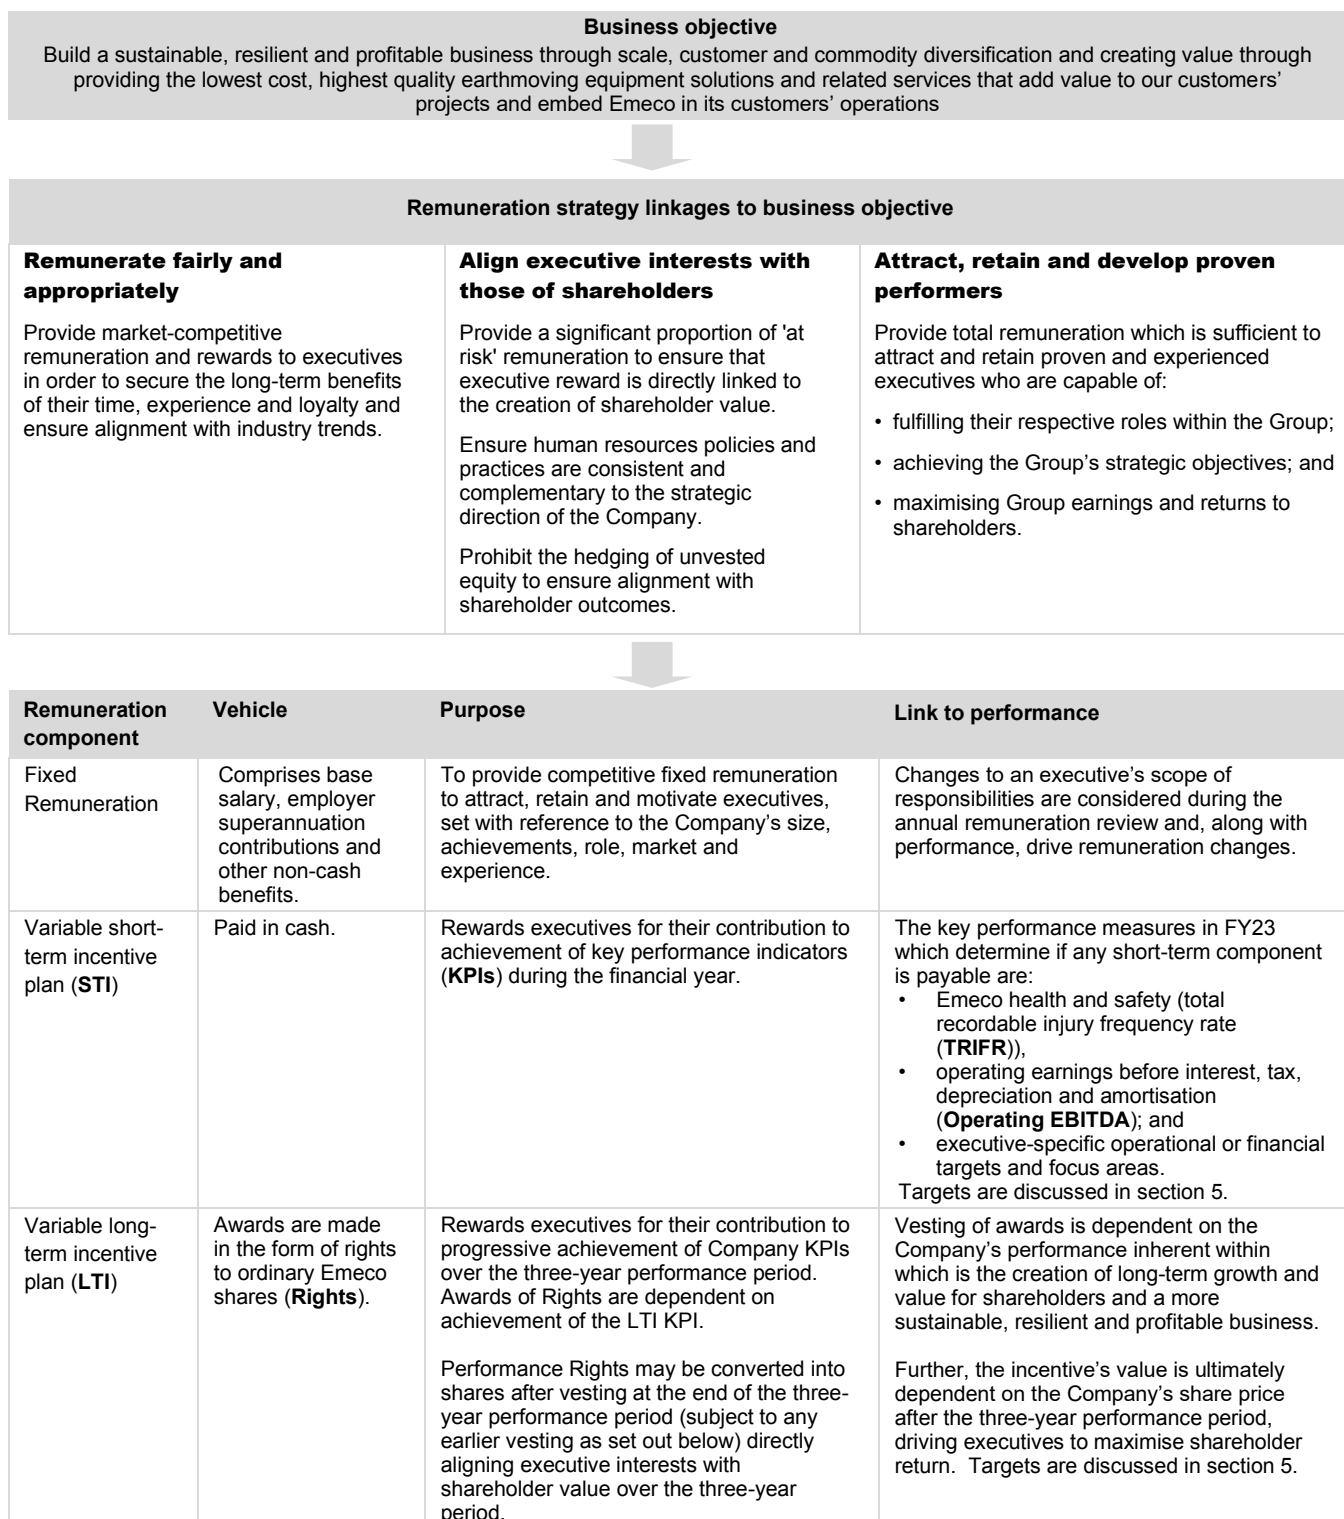 Business objective
Build a sustainable, resilient and profitable business through scale, customer and commodity diversification and creating value through
providing the lowest cost, highest quality earthmoving equipment solutions and related services that add value to our customers'
projects and embed Emeco in its customers' operations
Remuneration strategy linkages to business objective
Remunerate fairly and
appropriately
Provide market-competitive
remuneration and rewards to executives
in order to secure the long-term benefits
of their time, experience and loyalty and
ensure alignment with industry trends.
Align executive interests with
those of shareholders
Provide a significant proportion of 'at
risk' remuneration to ensure that
executive reward is directly linked to
the creation of shareholder value.
Ensure human resources policies and
practices are consistent and
complementary to the strategic
direction of the Company.
Prohibit the hedging of unvested
equity to ensure alignment with
shareholder outcomes.
Attract, retain and develop proven
performers
Provide total remuneration which is sufficient to
attract and retain proven and experienced
executives who are capable of:
• fulfilling their respective roles within the Group;
• achieving the Group's strategic objectives; and
• maximising Group earnings and returns to
shareholders.
Remuneration
component
Vehicle
Purpose
Link to performance
Fixed
Remuneration
Comprises base
salary, employer
superannuation
contributions and
other non-cash
benefits.
To provide competitive fixed remuneration
to attract, retain and motivate executives,
set with reference to the Company's size,
achievements, role, market and
experience.
Changes to an executive's scope of
responsibilities are considered during the
annual remuneration review and, along with
performance, drive remuneration changes.
Variable short-
term incentive
plan (STI)
Paid in cash.
Rewards executives for their contribution to
achievement of key performance indicators
(KPIs) during the financial year.
The key performance measures in FY23
which determine if any short-term component
is payable are:
• Emeco health and safety (total
recordable injury frequency rate
(TRIFR)),
• operating earnings before interest, tax,
depreciation and amortisation
(Operating EBITDA); and
• executive-specific operational or financial
targets and focus areas.
Targets are discussed in section 5.
Variable long-
term incentive
plan (LTI)
Awards are made
in the form of rights
to ordinary Emeco
shares (Rights).
Rewards executives for their contribution to
progressive achievement of Company KPIs
over the three-year performance period.
Awards of Rights are dependent on
achievement of the LTI KPI.
Performance Rights may be converted into
shares after vesting at the end of the three-
year performance period (subject to any
earlier vesting as set out below) directly
aligning executive interests with
shareholder value over the three-year
period.
Vesting of awards is dependent on the
Company's performance inherent within
which is the creation of long-term growth and
value for shareholders and a more
sustainable, resilient and profitable business.
Further, the incentive's value is ultimately
dependent on the Company's share price
after the three-year performance period,
driving executives to maximise shareholder
return. Targets are discussed in section 5.